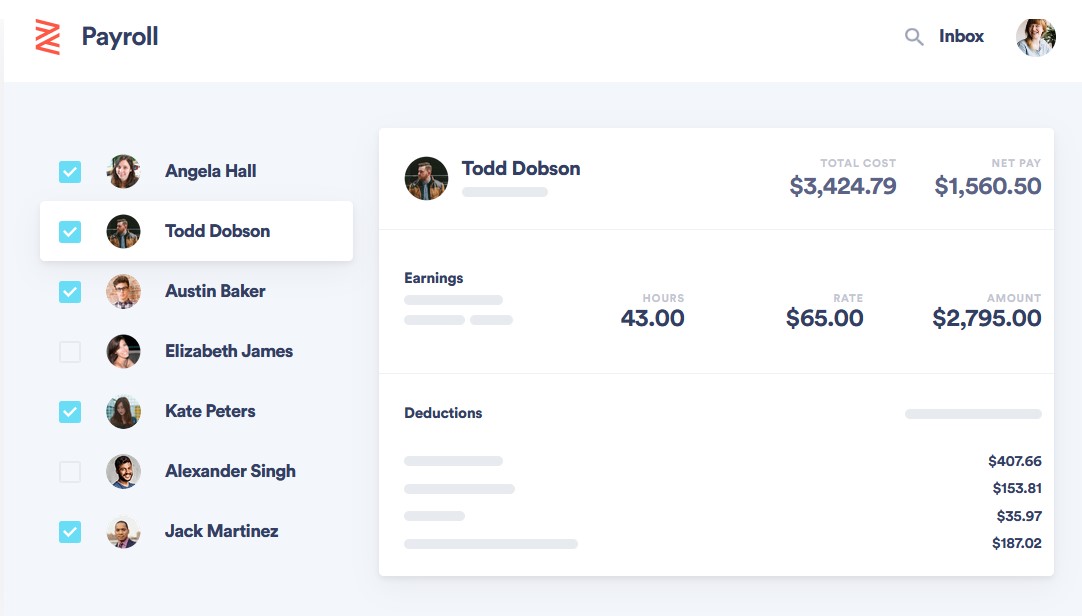 Payroll
Inbox
Angela Hall
Todd Dobson
Austin Baker
Elizabeth James
Kate Peters
Alexander Singh
Jack Martinez
Todd Dobson
TOTAL COST
$3,424.79
NET PAY
$1,560.50
Earnings
HOURS
43.00
RATE
$65.00
AMOUNT
$2,795.00
Deductions
$407.66
$153.81
$35.97
$187.02